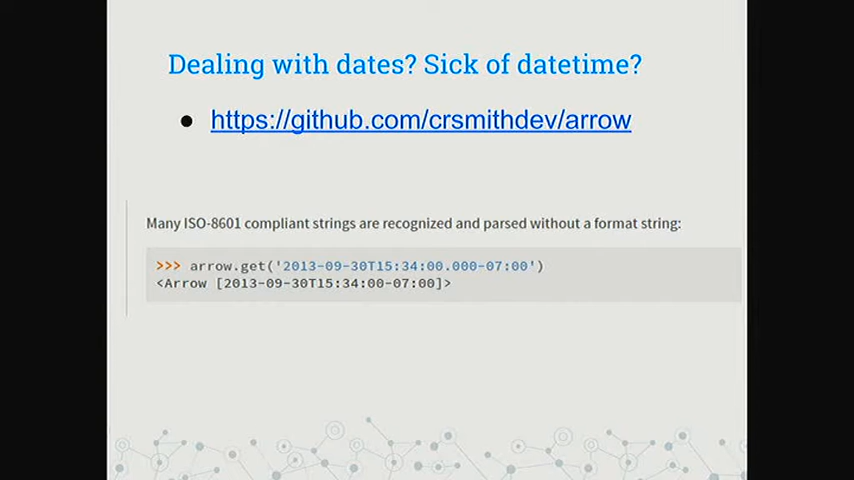 Dealing with dates? Sick of datetime?
● https://github.com/crsmithdev/arrow
Many ISO-8601 compliant strings are recognized and parsed without a format string:
>>> arrow.get('2013-09-30T15:34:00.000-07:00')
<Arrow [2013-09-30T15:34:00-07:00]>